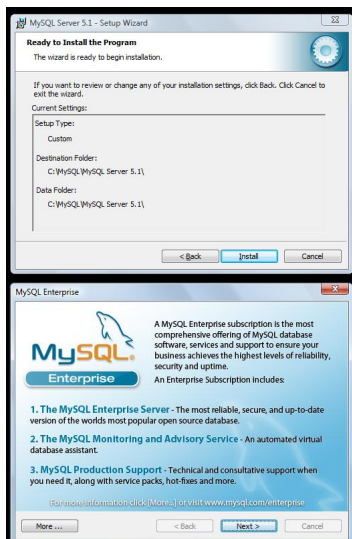 MySQL Server 5.1 - Setup Wizard
Ready to Install the Program
The wizard is ready to begin installation.
If you want to review or change any of your installation settings, click Back. Click Cancel to
exit the wizard.
Current Settings:
Setup Type:
Custom
Destination Folder:
C:\MySQL\MySQL Server 5.1\
Data Folder:
C:\MySQL\MySQL Server 5.1\
< Back
Install
Cancel
MySQL Enterprise
A MySQL Enterprise subscription is the most
comprehensive offering of MySQL database
software, services and support to ensure your
business achieves the highest levels of reliability,
security and uptime.
An Enterprise Subscription includes:
MySQL.
Enterprise
1. The MySQL Enterprise Server - The most reliable, secure, and up-to-date
version of the worlds most popular open source database.
2. The MySQL Monitoring and Advisory Service - An automated virtual
database assistant.
3. MySQL Production Support - Technical and consultative support when
you need it, along with service packs, hot-fixes and more.
For more information click [More...] or visit www.mysql.com/enterprise
More ...
< Back
Next >
Cancel